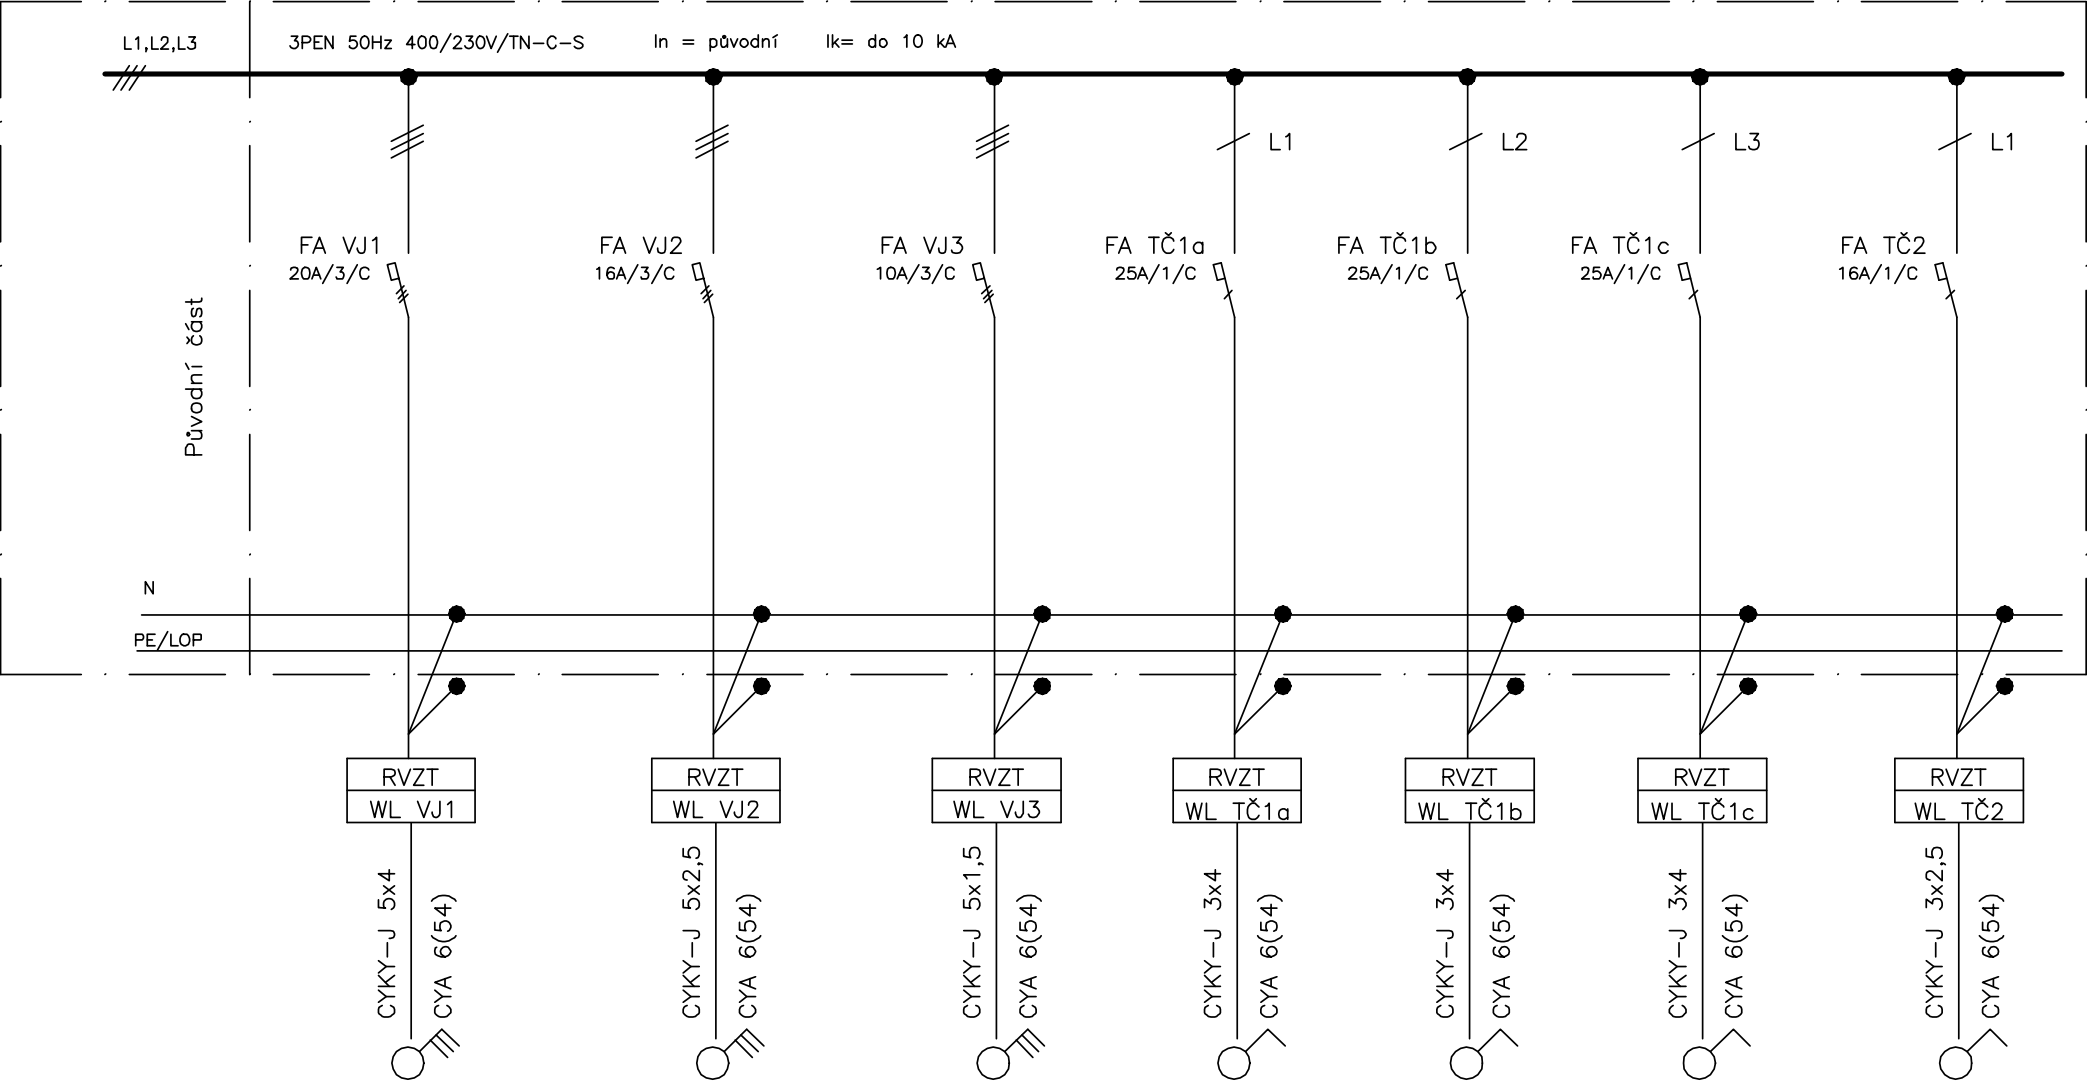 L1,L2,L3
3PEN 50Hz 400/230V/TN-C-S In = původní Ik= do 10 kA
L1
L2
L3
L1
FA VJ1
20A/3/C
FA VJ2
16A/3/C
FA VJ3
10A/3/C
FA TČ1a
25A/1/C
FA TČ1b
25A/1/C
FA TČ1c
25A/1/C
FA TČ2
16A/1/C
Původní část
N
PE/LOP
RVZT
WL VJ1
RVZT
WL VJ2
RVZT
WL VJ3
RVZT
WL TČ1a
RVZT
WL TČ1b
RVZT
WL TČ1c
RVZT
WL TČ2
CYKY-J 5x4
CYA 6(54)
CYKY-J 5x2,5
CYA 6(54)
CYKY-J 5x1,5
CYA 6(54)
CYKY-J 3x4
CYA 6(54)
CYKY-J 3x4
CYA 6(54)
CYKY-J 3x4
CYA 6(54)
CYKY-J 3x2,5
CYA 6(54)